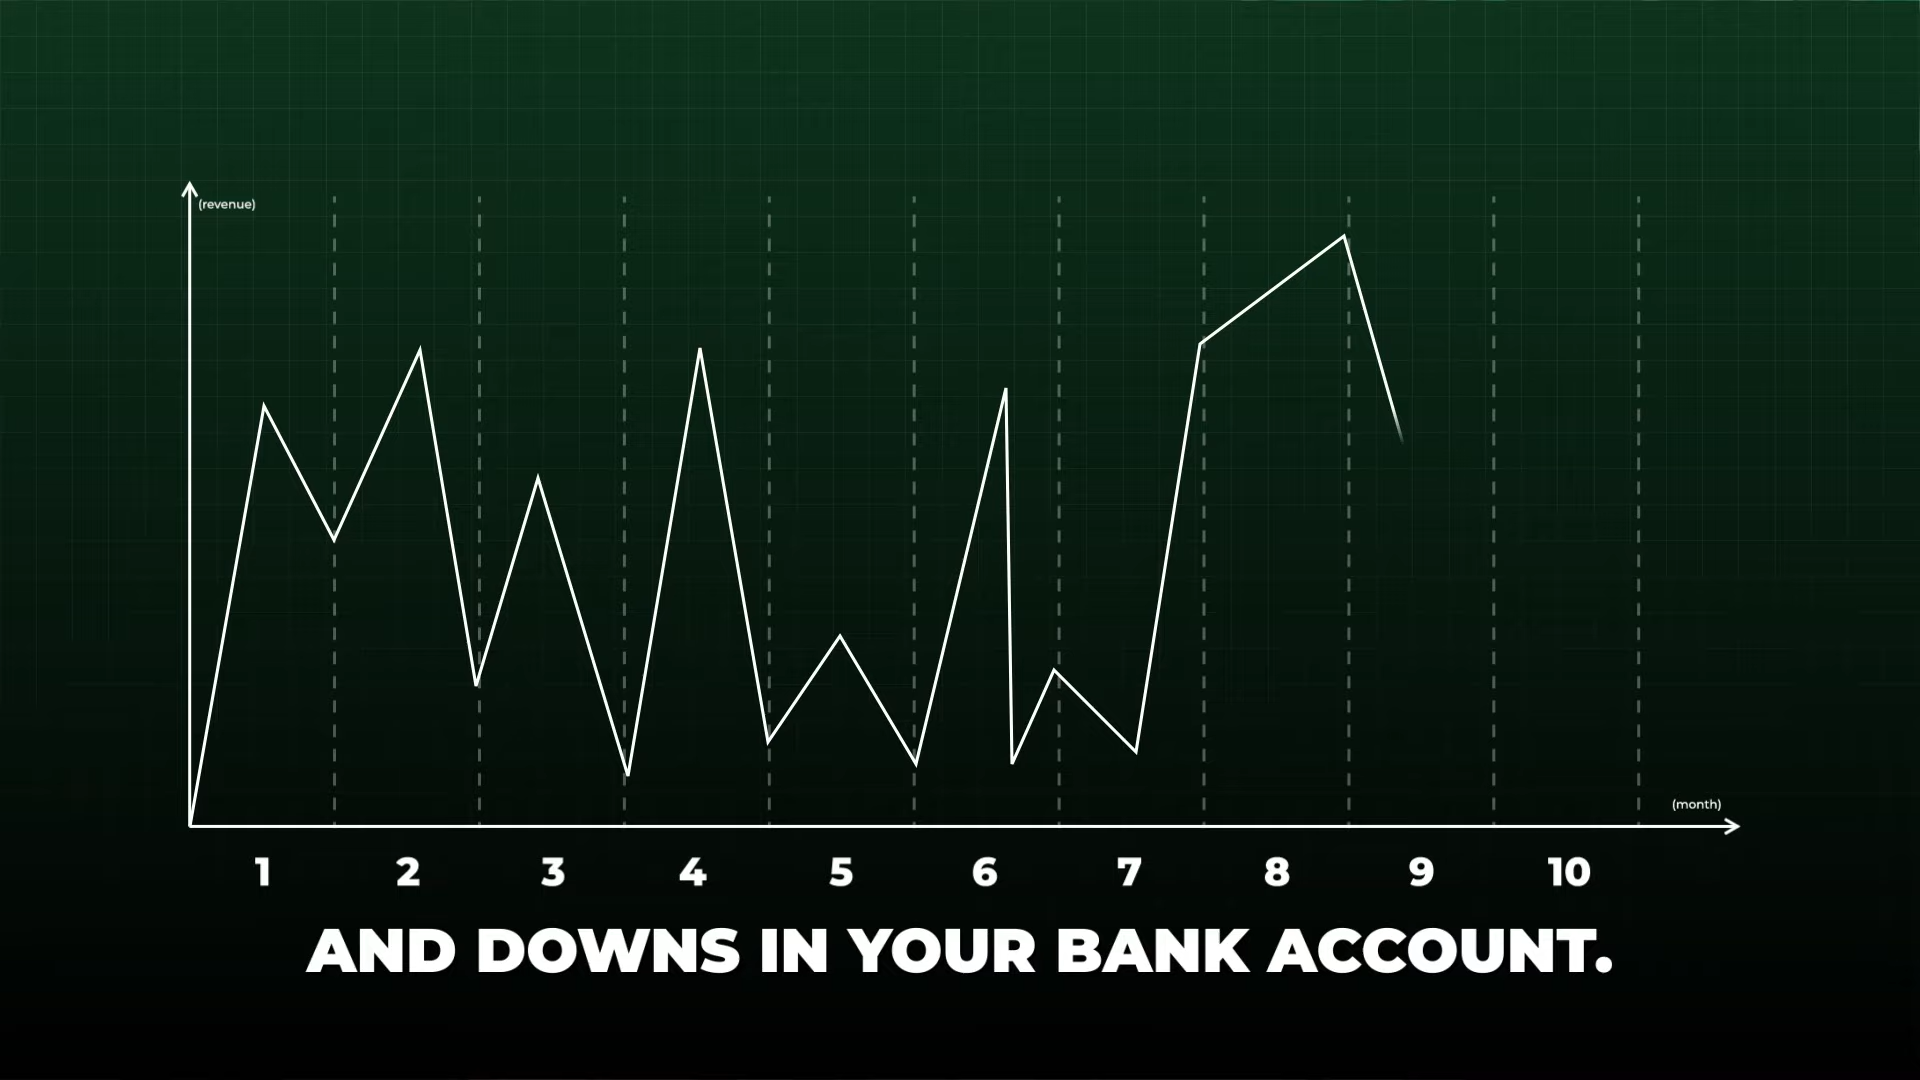 (revenue)
(month)
1 2 3 4 5 6 7 8 9 10
AND DOWNS IN YOUR BANK ACCOUNT.